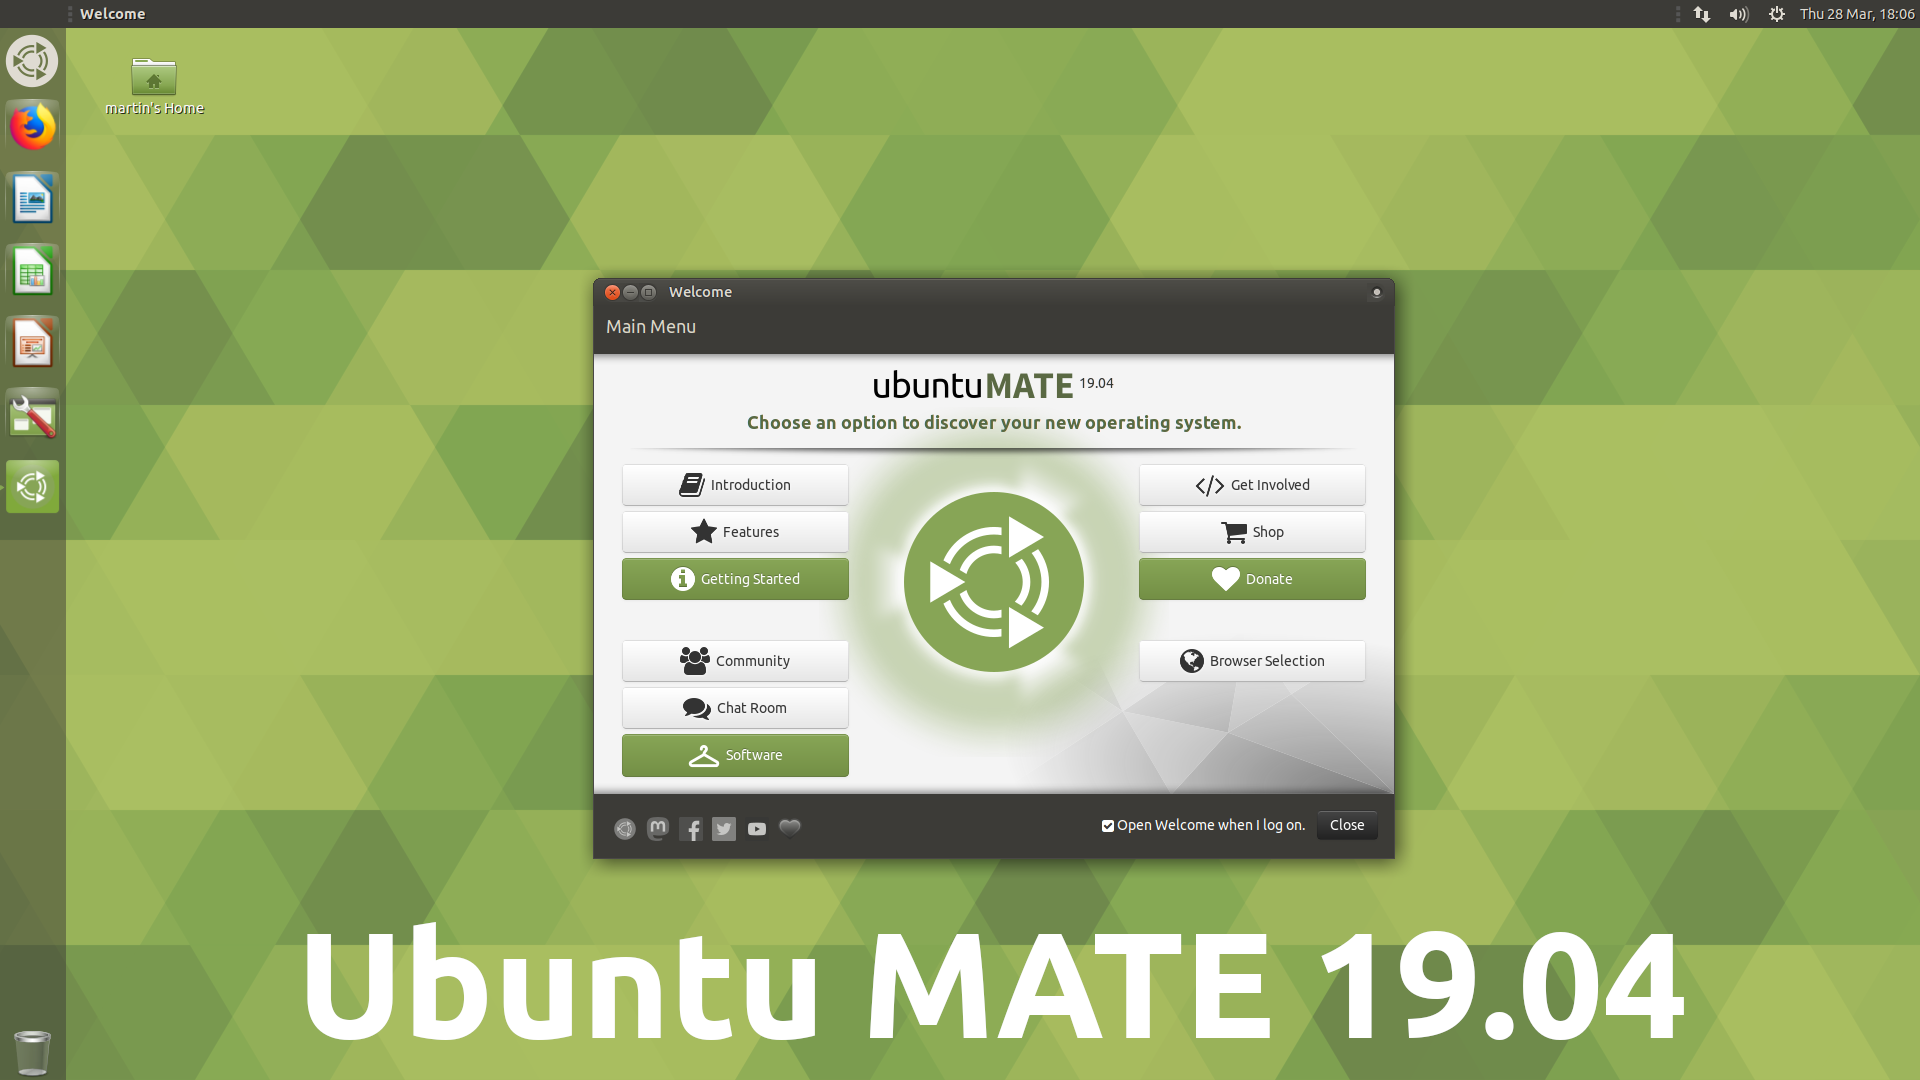 Welcome
Thu 28 Mar, 18:06
martin's Home
Welcome
Main Menu
ubuntu MATE 19.04
Choose an option to discover your new operating system.
Introduction
Features
Getting Started
Community
Chat Room
Software
Get Involved
Shop
Donate
Browser Selection
Open Welcome when I log on.
Close
Ubuntu MATE 19.04